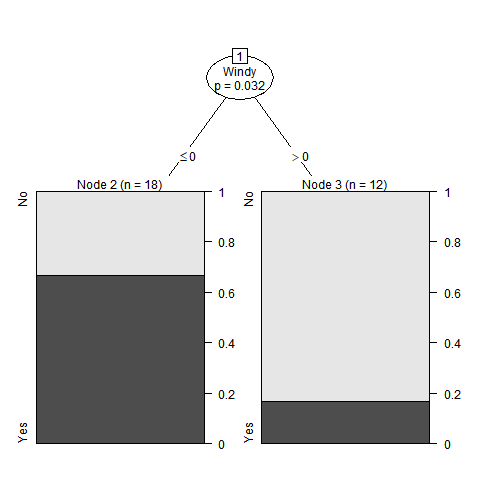 1
Windy
p = 0.032
≤ 0
> 0
Node 2 (n = 18)
No
Yes
1
0.8
0.6
0.4
0.2
0
Node 3 (n = 12)
No
Yes
1
0.8
0.6
0.4
0.2
0